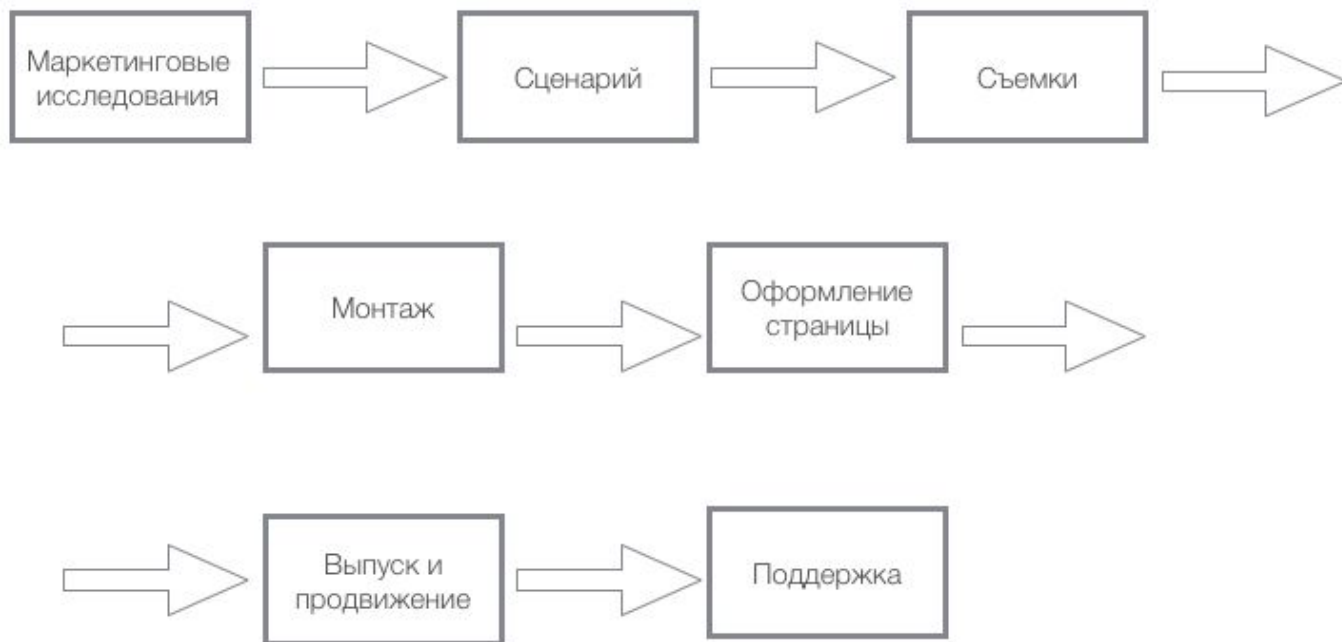 Маркетинговые
исследования
Сценарий
Съемки
Монтаж
Оформление
страницы
Выпуск и
продвижение
Поддержка